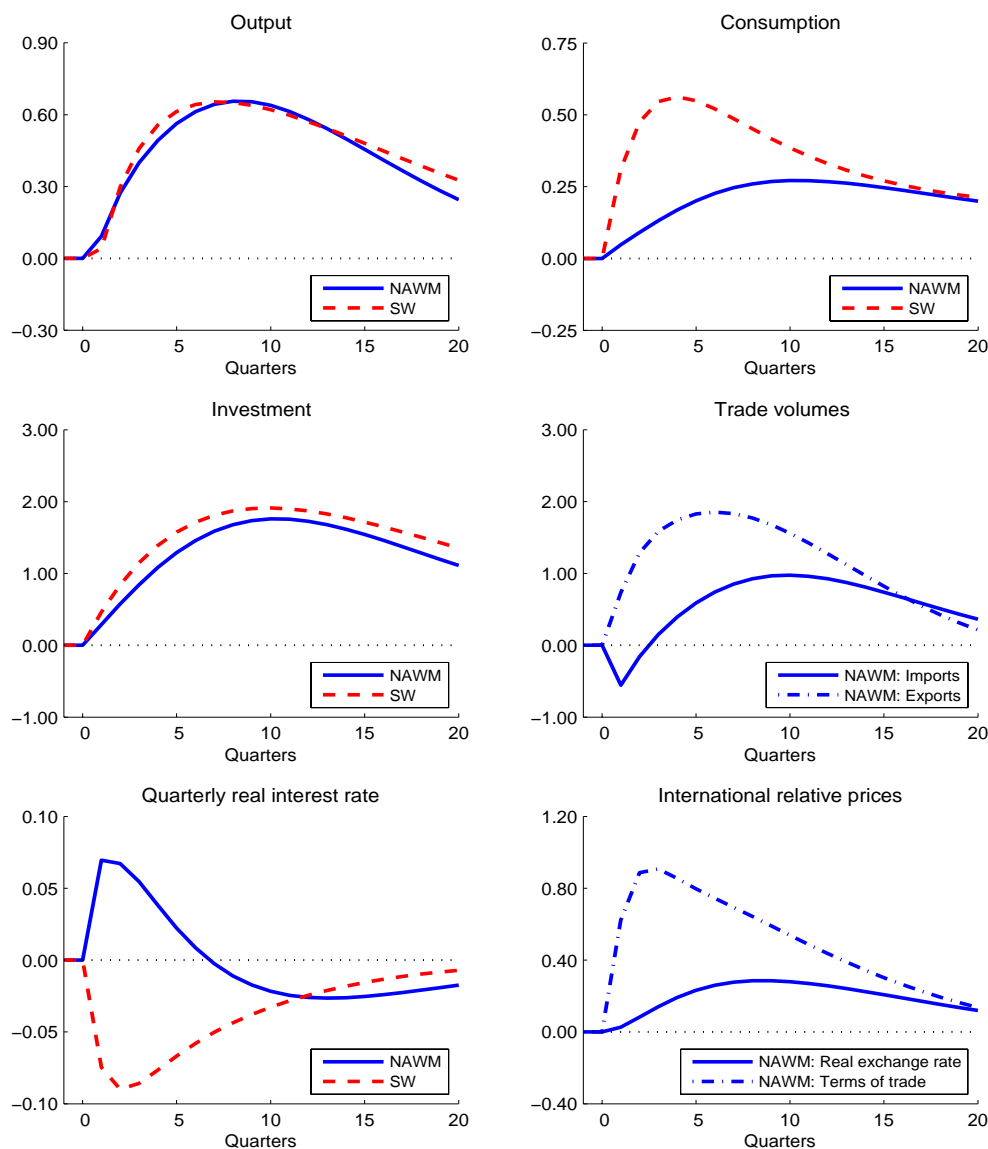 Output
0.90
0.60
0.30
0.00
−0.30
0 5 10 15 20
Quarters
NAWM
SW
Consumption
0.75
0.50
0.25
0.00
−0.25
0 5 10 15 20
Quarters
NAWM
SW
Investment
3.00
2.00
1.00
0.00
−1.00
0 5 10 15 20
Quarters
NAWM
SW
Trade volumes
3.00
2.00
1.00
0.00
−1.00
0 5 10 15 20
Quarters
NAWM: Imports
NAWM: Exports
Quarterly real interest rate
0.10
0.05
0.00
−0.05
−0.10
0 5 10 15 20
Quarters
NAWM
SW
International relative prices
1.20
0.80
0.40
0.00
−0.40
0 5 10 15 20
Quarters
NAWM: Real exchange rate
NAWM: Terms of trade